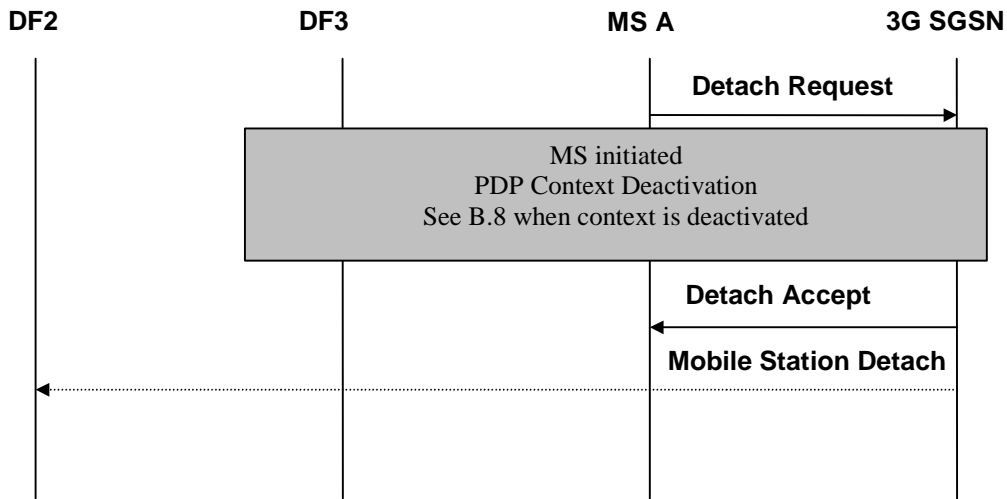 DF2 DF3 MS A 3G SGSN
Detach Request
MS initiated
PDP Context Deactivation
See B.8 when context is deactivated
Detach Accept
Mobile Station Detach